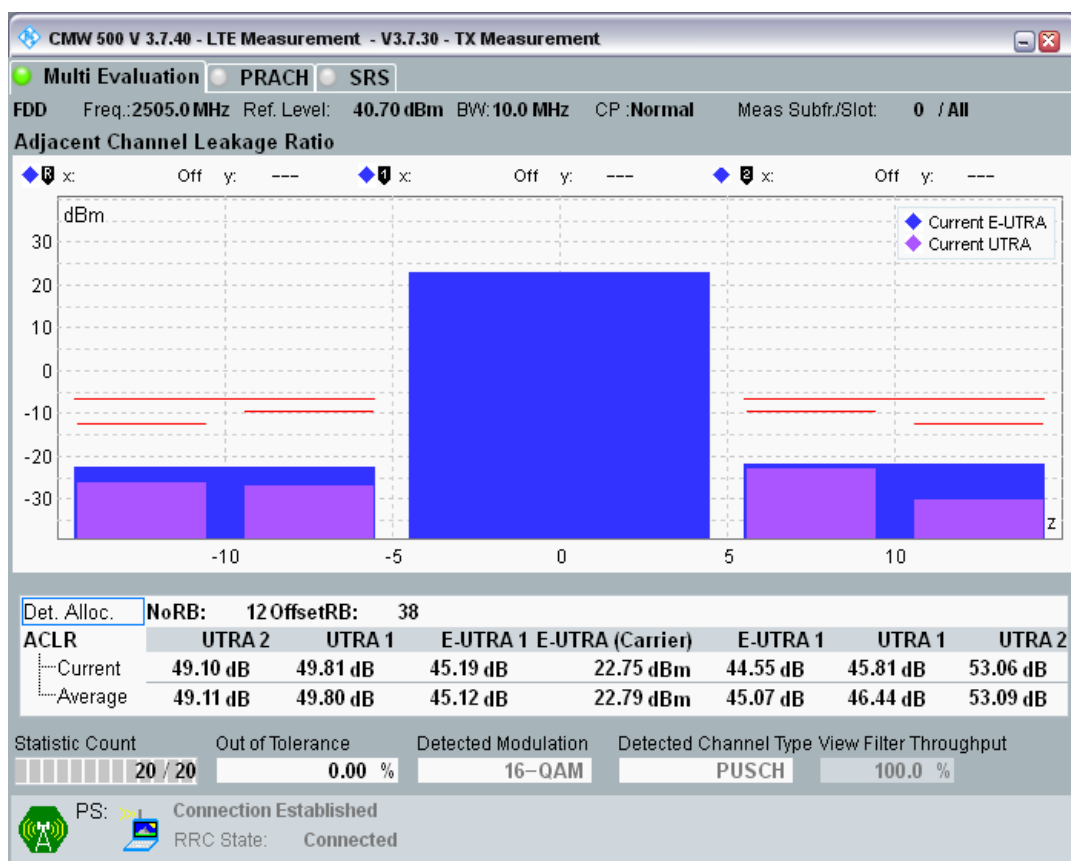 CMW 500 V 3.7.40 - LTE Measurement - V3.7.30 - TX Measurement
Multi Evaluation PRACH SRS
FDD Freq.:2505.0 MHz Ref. Level: 40.70 dBm BW: 10.0 MHz CP :Normal Meas Subfr./Slot: 0 / All
Adjacent Channel Leakage Ratio
R x: Off y: --- 1 x: Off y: --- 2 x: Off y: ---
dBm
Current E-UTRA
Current UTRA
30
20
10
0
-10
-20
-30
z
-10 -5 0 5 10
Det. Alloc. NoRB: 12 OffsetRB: 38
ACLR UTRA 2 UTRA 1 E-UTRA 1 E-UTRA (Carrier) E-UTRA 1 UTRA 1 UTRA 2
Current 49.10 dB 49.81 dB 45.19 dB 22.75 dBm 44.55 dB 45.81 dB 53.06 dB
Average 49.11 dB 49.80 dB 45.12 dB 22.79 dBm 45.07 dB 46.44 dB 53.09 dB
Statistic Count Out of Tolerance Detected Modulation Detected Channel Type View Filter Throughput
20 / 20 0.00 % 16-QAM PUSCH 100.0 %
PS: Connection Established
RRC State: Connected